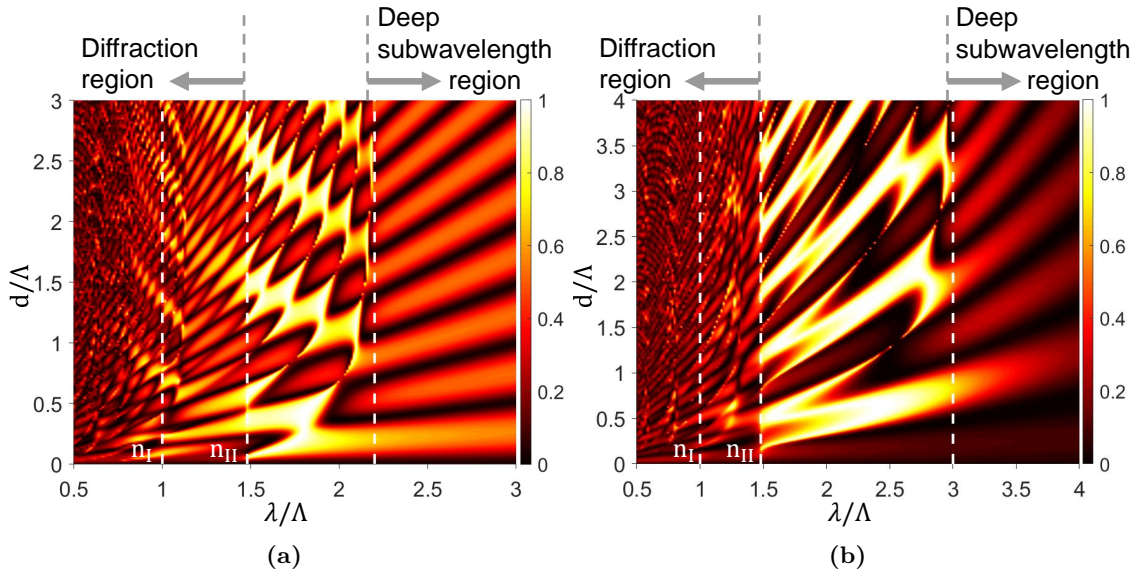 Diffraction
region
Deep
subwavelength
region
Diffraction
region
Deep
subwavelength
region
3
2.5
2
1.5
1
0.5
0
d/Λ
n_I
n_II
0.5 1 1.5 2 2.5 3
λ/Λ
1
0.8
0.6
0.4
0.2
0
(a)
4
3.5
3
2.5
2
1.5
1
0.5
0
d/Λ
n_I
n_II
0.5 1 1.5 2 2.5 3 3.5 4
λ/Λ
1
0.8
0.6
0.4
0.2
0
(b)